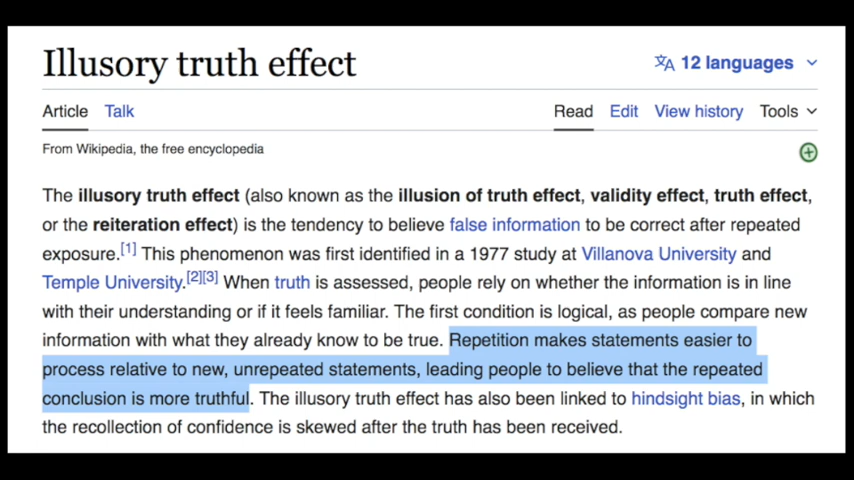 Illusory truth effect
12 languages
Article Talk Read Edit View history Tools
From Wikipedia, the free encyclopedia
The illusory truth effect (also known as the illusion of truth effect, validity effect, truth effect,
or the reiteration effect) is the tendency to believe false information to be correct after repeated
exposure.[1] This phenomenon was first identified in a 1977 study at Villanova University and
Temple University.[2][3] When truth is assessed, people rely on whether the information is in line
with their understanding or if it feels familiar. The first condition is logical, as people compare new
information with what they already know to be true. Repetition makes statements easier to
process relative to new, unrepeated statements, leading people to believe that the repeated
conclusion is more truthful. The illusory truth effect has also been linked to hindsight bias, in which
the recollection of confidence is skewed after the truth has been received.